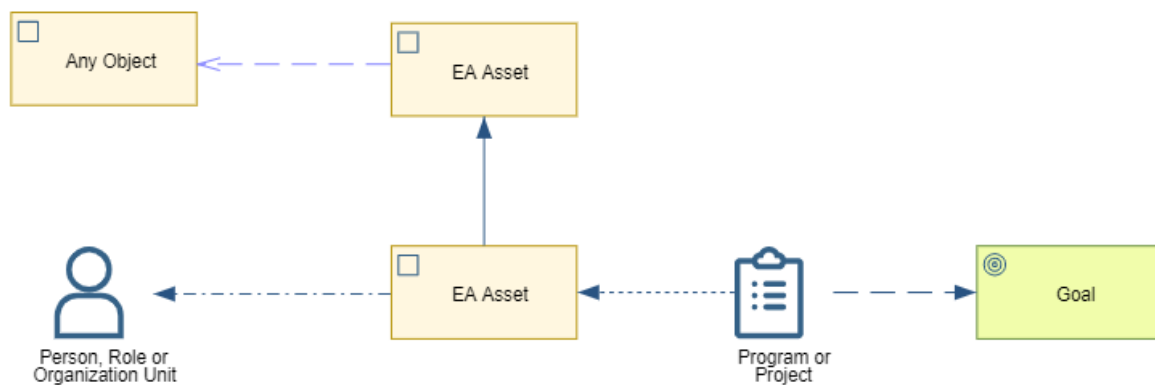 Any Object
EA Asset
EA Asset
Goal
Person, Role or
Organization Unit
Program or
Project